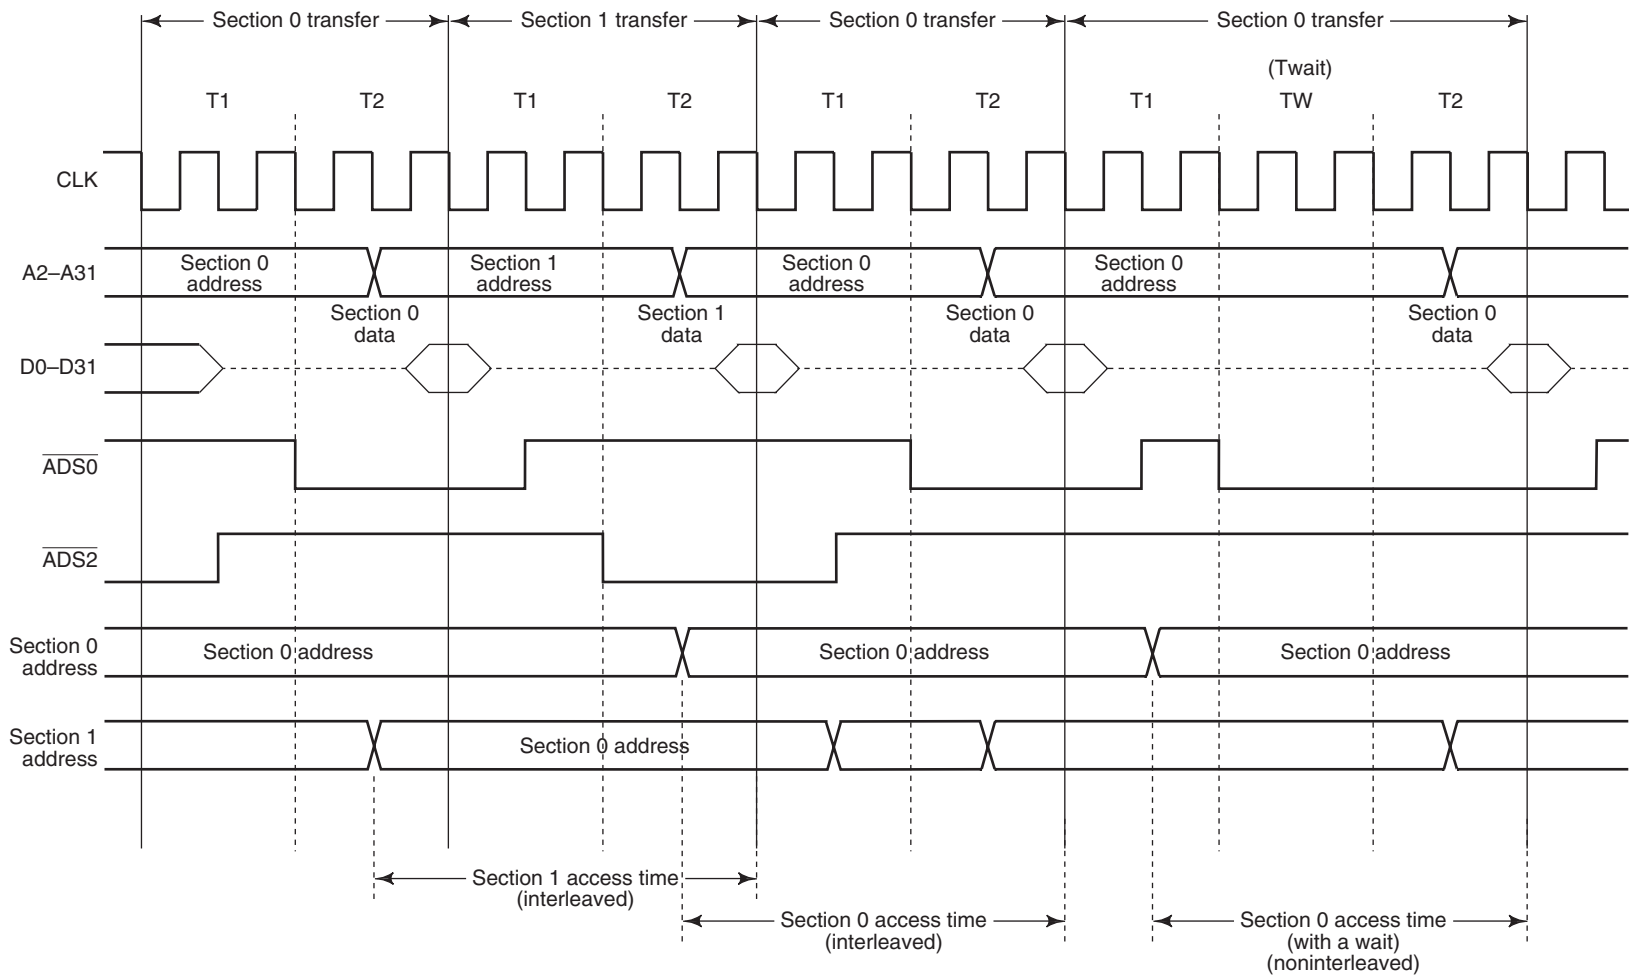 Section 0 transfer
Section 1 transfer
Section 0 transfer
Section 0 transfer
(Twait)
T1
T2
T1
T2
T1
T2
T1
TW
T2
CLK
A2–A31
Section 0
address
Section 1
address
Section 0
address
Section 0
address
Section 0
data
Section 1
data
Section 0
data
Section 0
data
D0–D31
ADS0
ADS2
Section 0
address
Section 0 address
Section 0 address
Section 0 address
Section 1
address
Section 0 address
Section 1 access time
(interleaved)
Section 0 access time
(interleaved)
Section 0 access time
(with a wait)
(noninterleaved)